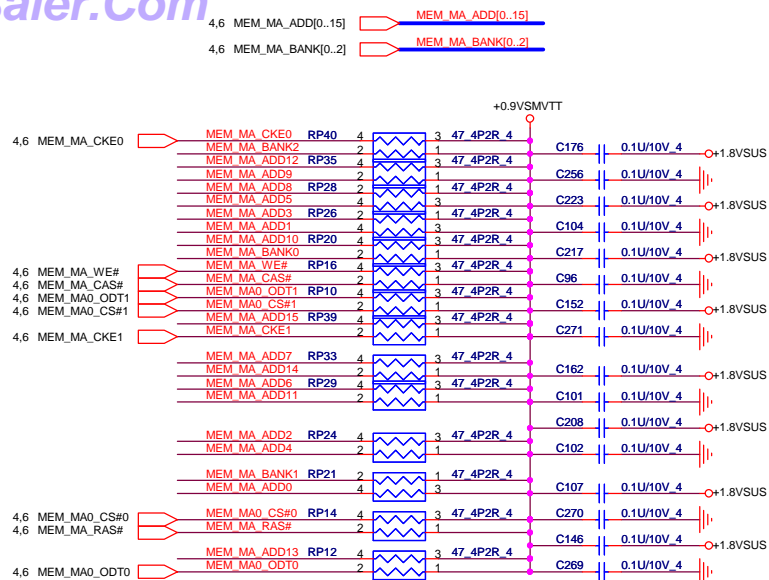 saler.Com
4,6 MEM_MA_ADD[0..15] MEM_MA_ADD[0..15]
4,6 MEM_MA_BANK[0..2] MEM_MA_BANK[0..2]
+0.9VSMVTT
4,6 MEM_MA_CKE0 MEM_MA_CKE0 RP40 4 3 47_4P2R_4
MEM_MA_BANK2 2 1 C176 0.1U/10V_4 +1.8VSUS
MEM_MA_ADD12 RP35 4 3 47_4P2R_4
MEM_MA_ADD9 2 1 C256 0.1U/10V_4
MEM_MA_ADD8 RP28 2 1 47_4P2R_4
MEM_MA_ADD5 4 3 C223 0.1U/10V_4 +1.8VSUS
MEM_MA_ADD3 RP26 2 1 47_4P2R_4
MEM_MA_ADD1 4 3 C104 0.1U/10V_4
MEM_MA_ADD10 RP20 4 3 47_4P2R_4
MEM_MA_BANK0 2 1 C217 0.1U/10V_4 +1.8VSUS
4,6 MEM_MA_WE# MEM_MA_WE# RP16 4 3 47_4P2R_4
4,6 MEM_MA_CAS# MEM_MA_CAS# 2 1 C96 0.1U/10V_4
4,6 MEM_MA0_ODT1 MEM_MA0_ODT1 RP10 4 3 47_4P2R_4
4,6 MEM_MA0_CS#1 MEM_MA0_CS#1 2 1 C152 0.1U/10V_4 +1.8VSUS
MEM_MA_ADD15 RP39 4 3 47_4P2R_4
4,6 MEM_MA_CKE1 MEM_MA_CKE1 2 1 C271 0.1U/10V_4
MEM_MA_ADD7 RP33 4 3 47_4P2R_4
MEM_MA_ADD14 2 1 C162 0.1U/10V_4 +1.8VSUS
MEM_MA_ADD6 RP29 4 3 47_4P2R_4
MEM_MA_ADD11 2 1 C101 0.1U/10V_4
C208 0.1U/10V_4 +1.8VSUS
MEM_MA_ADD2 RP24 4 3 47_4P2R_4
MEM_MA_ADD4 2 1 C102 0.1U/10V_4
MEM_MA_BANK1 RP21 2 1 47_4P2R_4
MEM_MA_ADD0 4 3 C107 0.1U/10V_4 +1.8VSUS
4,6 MEM_MA0_CS#0 MEM_MA0_CS#0 RP14 4 3 47_4P2R_4 C270 0.1U/10V_4
4,6 MEM_MA_RAS# MEM_MA_RAS# 2 1
C146 0.1U/10V_4 +1.8VSUS
MEM_MA_ADD13 RP12 4 3 47_4P2R_4
4,6 MEM_MA0_ODT0 MEM_MA0_ODT0 2 1 C269 0.1U/10V_4